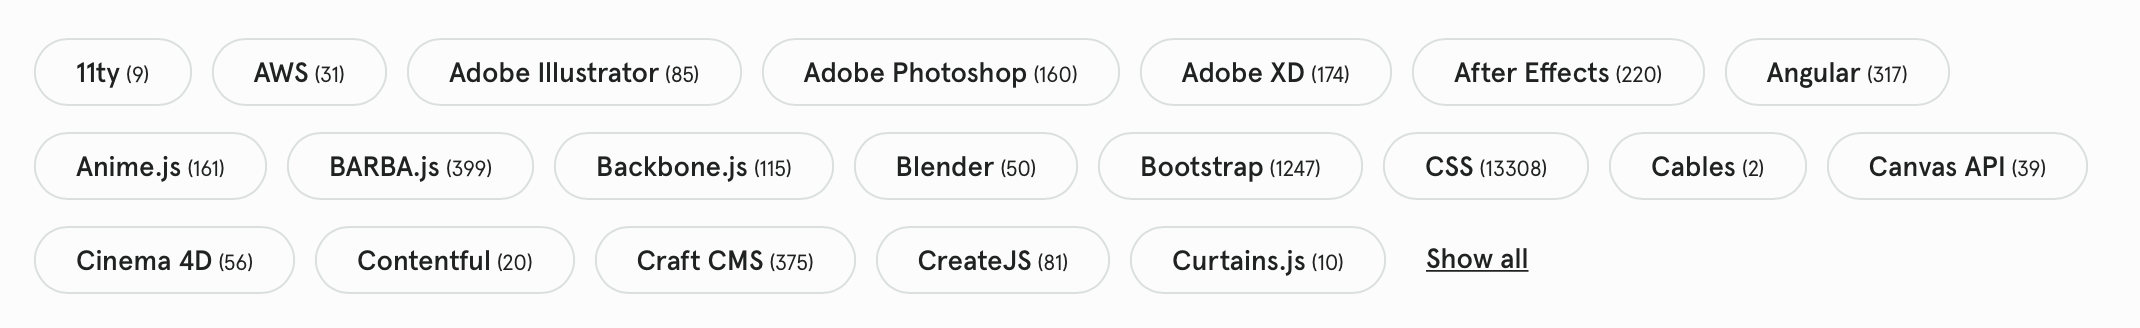 11ty (9) AWS (31) Adobe Illustrator (85) Adobe Photoshop (160) Adobe XD (174) After Effects (220) Angular (317)
Anime.js (161) BARBA.js (399) Backbone.js (115) Blender (50) Bootstrap (1247) CSS (13308) Cables (2) Canvas API (39)
Cinema 4D (56) Contentful (20) Craft CMS (375) CreateJS (81) Curtains.js (10) Show all